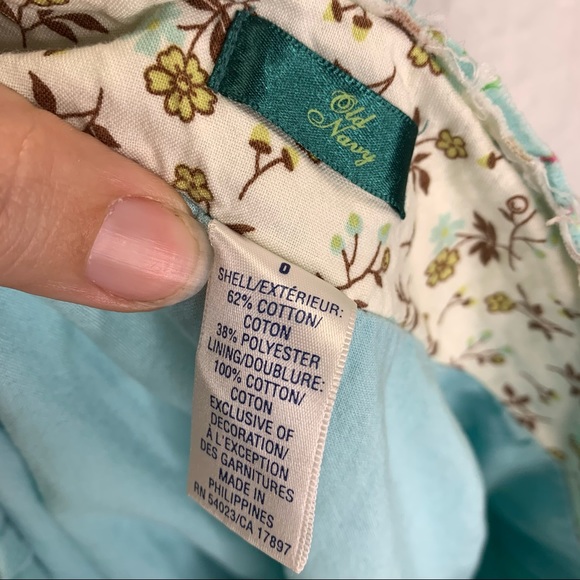 Old
Navy
0
SHELL/EXTÉRIEUR:
62% COTTON/
COTON
38% POLYESTER
LINING/DOUBLURE:
100% COTTON/
COTON
EXCLUSIVE OF
DECORATION/
À L'EXCEPTION
DES GARNITURES
MADE IN
PHILIPPINES
RN 54023/CA 17897